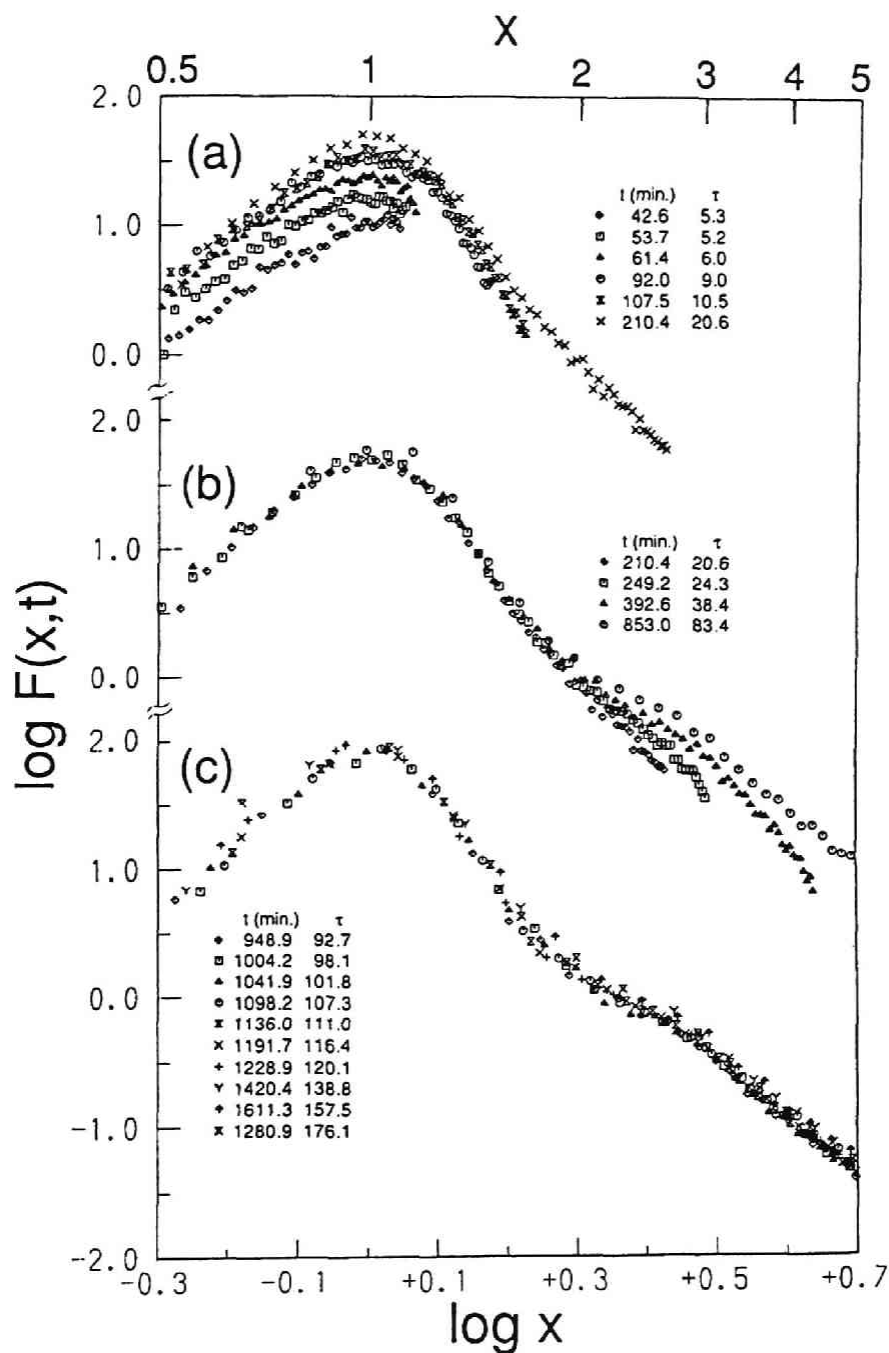 X
0.5 1 2 3 4 5
2.0
(a)
t (min.) τ
42.6 5.3
1.0
53.7 5.2
61.4 6.0
92.0 9.0
107.5 10.5
210.4 20.6
0.0
2.0
(b)
t (min.) τ
1.0
210.4 20.6
249.2 24.3
392.6 38.4
853.0 83.4
0.0
log F(x,t)
2.0
(c)
1.0
t (min.) τ
948.9 92.7
1004.2 98.1
1041.9 101.8
0.0
1098.2 107.3
1136.0 111.0
1191.7 116.4
1228.9 120.1
1420.4 138.8
1611.3 157.5
-1.0
1280.9 176.1
-2.0
-0.3 -0.1 +0.1 +0.3 +0.5 +0.7
log x